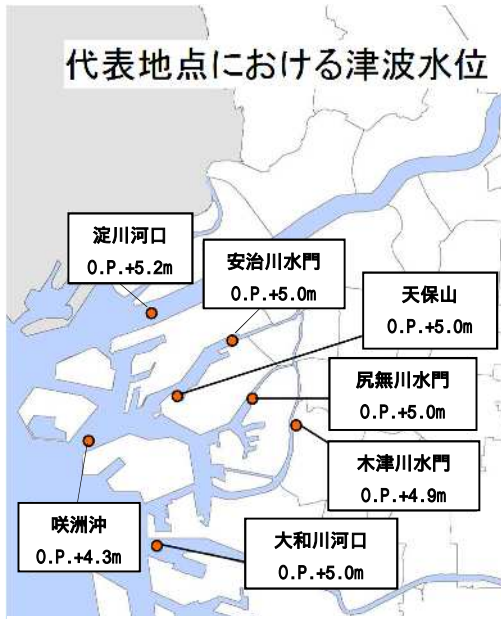 代表地点における津波水位
淀川河口
O.P.+5.2m
安治川水門
O.P.+5.0m
天保山
O.P.+5.0m
尻無川水門
O.P.+5.0m
木津川水門
O.P.+4.9m
咲洲沖
O.P.+4.3m
大和川河口
O.P.+5.0m